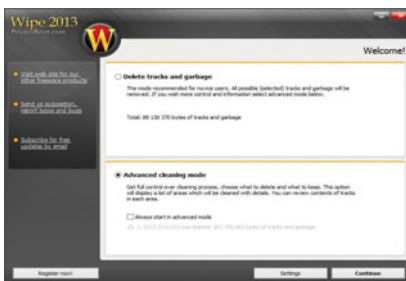 Wipe 2013
PrivacyRoot.com
W
Welcome!
Visit web site for our
other freeware products
Send us suggestion,
report typos and bugs
Subscribe for free
updates by email
Delete tracks and garbage
This mode recommended for novice users. All possible (selected) tracks and garbage will be
removed. If you wish more control and information select advanced mode below.
Total: 88 130 370 bytes of tracks and garbage
Advanced cleaning mode
Get full control over cleaning process, choose what to delete and what to keep. This option
will display a list of areas which will be cleaned with details. You can review contents of tracks
in each area.
Always start in advanced mode
bytes of tracks and garbage.
Register now!
Settings
Continue